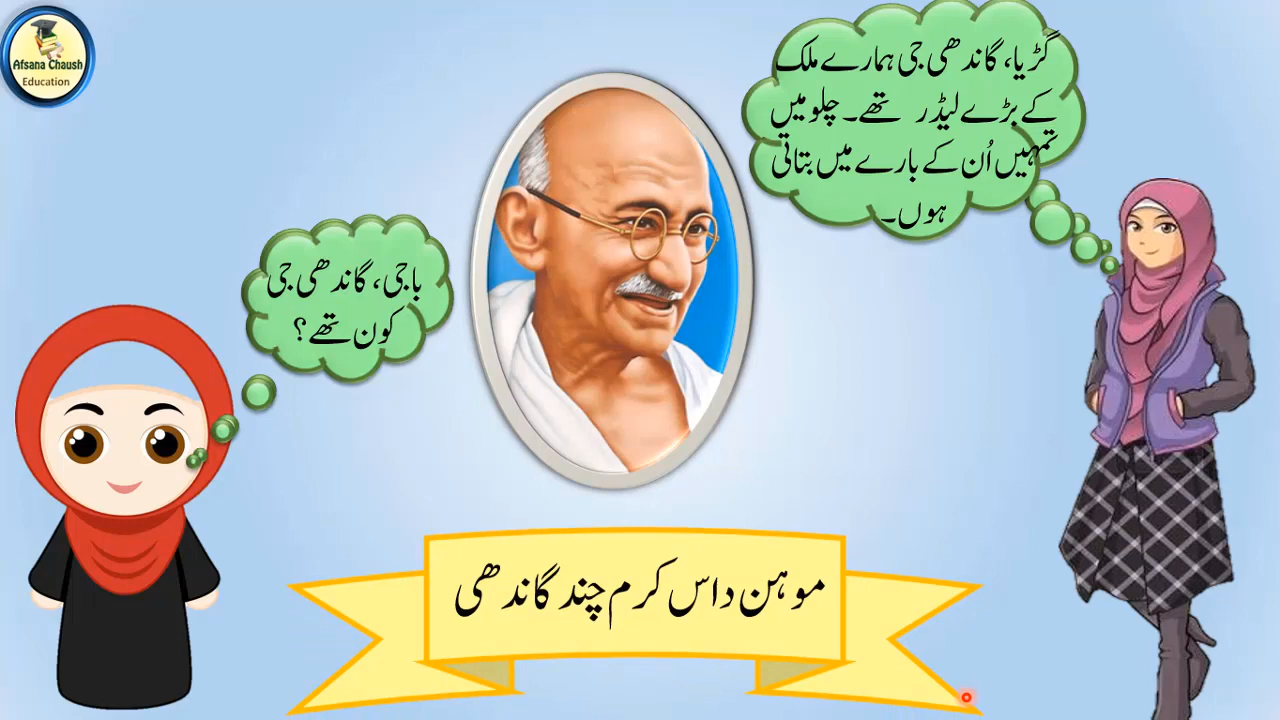 Afsana Chaush
Education
گڑیا، گاندھی جی ہمارے ملک
کے بڑے لیڈر تھے۔ چلو میں
تمہیں اُن کے بارے میں بتاتی
ہوں۔
باجی، گاندھی جی
کون تھے؟
موہن داس کرم چند گاندھی